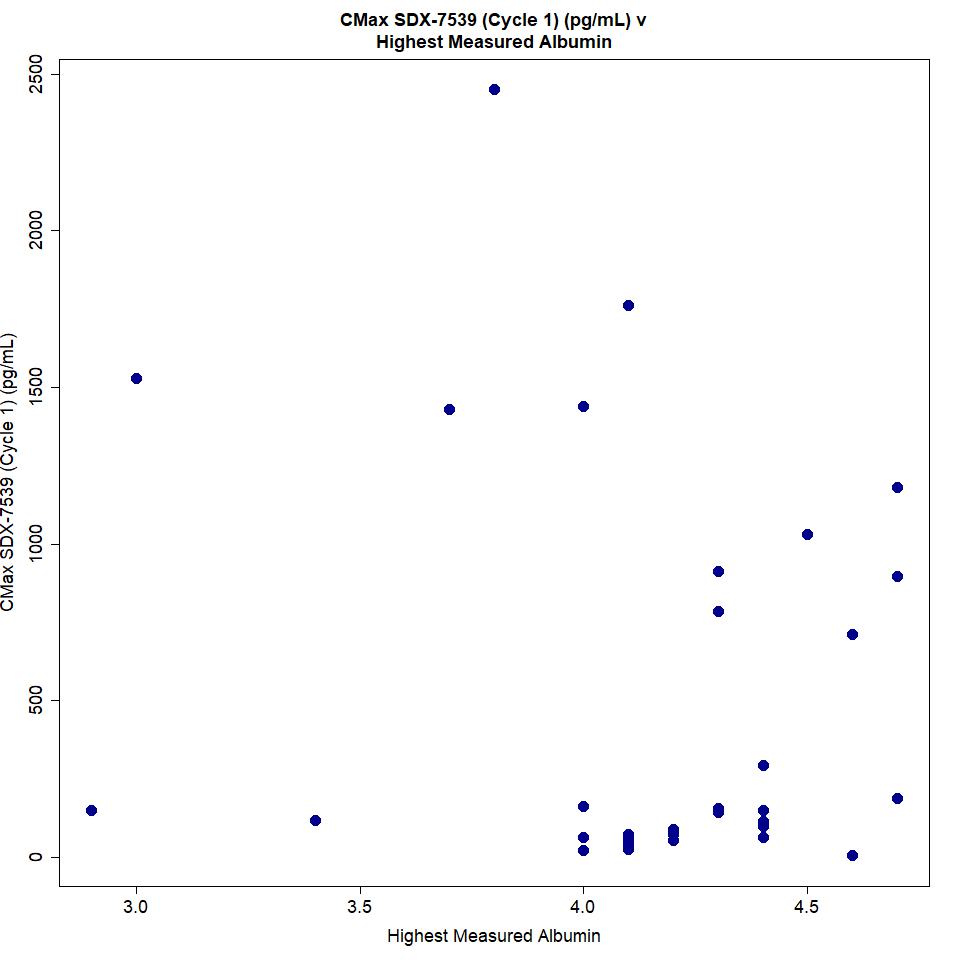 CMax SDX-7539 (Cycle 1) (pg/mL) v
Highest Measured Albumin
CMax SDX-7539 (Cycle 1) (pg/mL)
2500
2000
1500
1000
500
0
3.0 3.5 4.0 4.5
Highest Measured Albumin